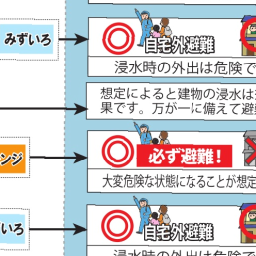 みずいろ
自宅外避難
浸水時の外出は危険で
想定によると建物の浸水は
果です。万が一に備えて避
ンジ
必ず避難！
大変危険な状態になることが想定
いろ
自宅外避難
浸水時の外出は危険で